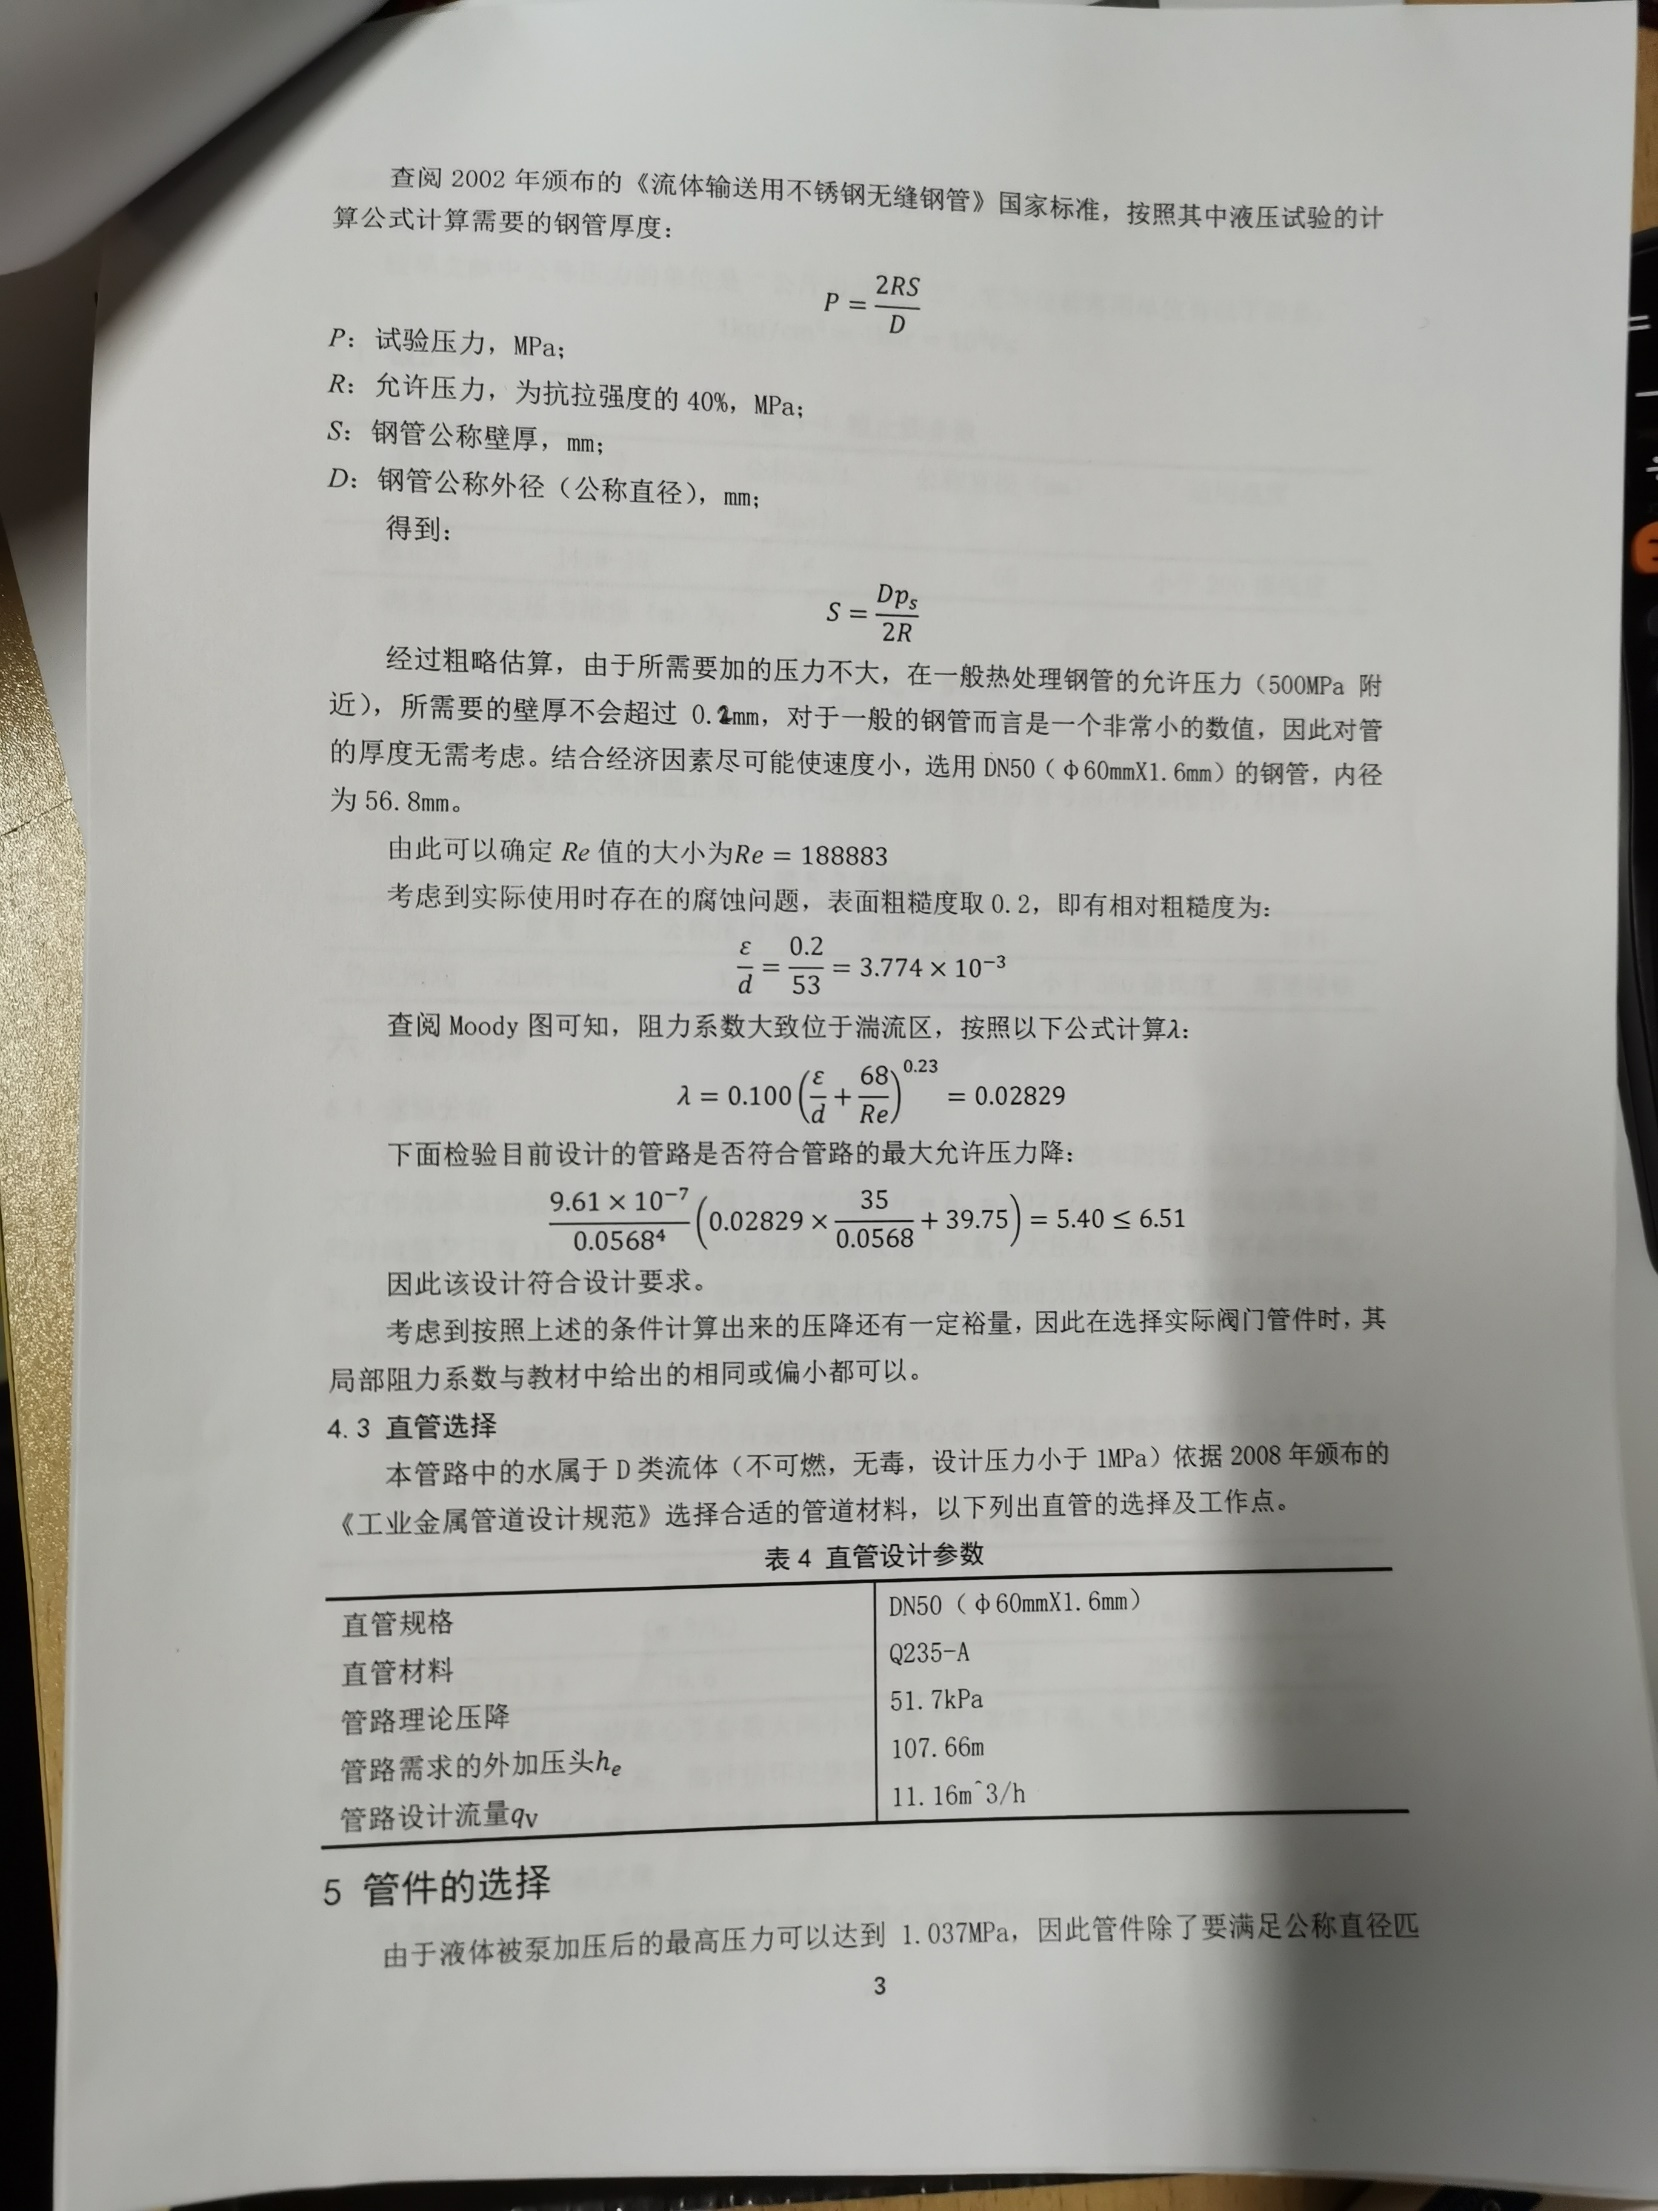 查阅 2002 年颁布的《流体输送用不锈钢无缝钢管》国家标准，按照其中液压试验的计
算公式计算需要的钢管厚度：
P = 2RS/D
P：试验压力，MPa；
R：允许压力，为抗拉强度的 40%，MPa；
S：钢管公称壁厚，mm；
D：钢管公称外径（公称直径），mm；
得到：
S = Dpₛ/2R
经过粗略估算，由于所需要加的压力不大，在一般热处理钢管的允许压力（500MPa 附
近），所需要的壁厚不会超过 0.2mm，对于一般的钢管而言是一个非常小的数值，因此对管
的厚度无需考虑。结合经济因素尽可能使速度小，选用 DN50（φ60mmX1.6mm）的钢管，内径
为 56.8mm。
由此可以确定 Re 值的大小为Re = 188883
考虑到实际使用时存在的腐蚀问题，表面粗糙度取 0.2，即有相对粗糙度为：
ε/d = 0.2/53 = 3.774 × 10⁻³
查阅 Moody 图可知，阻力系数大致位于湍流区，按照以下公式计算λ：
λ = 0.100 (ε/d + 68/Re)^0.23 = 0.02829
下面检验目前设计的管路是否符合管路的最大允许压力降：
9.61 × 10⁻⁷/0.0568⁴ (0.02829 × 35/0.0568 + 39.75) = 5.40 ≤ 6.51
因此该设计符合设计要求。
考虑到按照上述的条件计算出来的压降还有一定裕量，因此在选择实际阀门管件时，其
局部阻力系数与教材中给出的相同或偏小都可以。
4.3 直管选择
本管路中的水属于 D 类流体（不可燃，无毒，设计压力小于 1MPa）依据 2008 年颁布的
《工业金属管道设计规范》选择合适的管道材料，以下列出直管的选择及工作点。
表 4 直管设计参数
直管规格 DN50（φ60mmX1.6mm）
直管材料 Q235-A
管路理论压降 51.7kPa
管路需求的外加压头hₑ 107.66m
管路设计流量qv 11.16m^3/h
5 管件的选择
由于液体被泵加压后的最高压力可以达到 1.037MPa，因此管件除了要满足公称直径匹
3